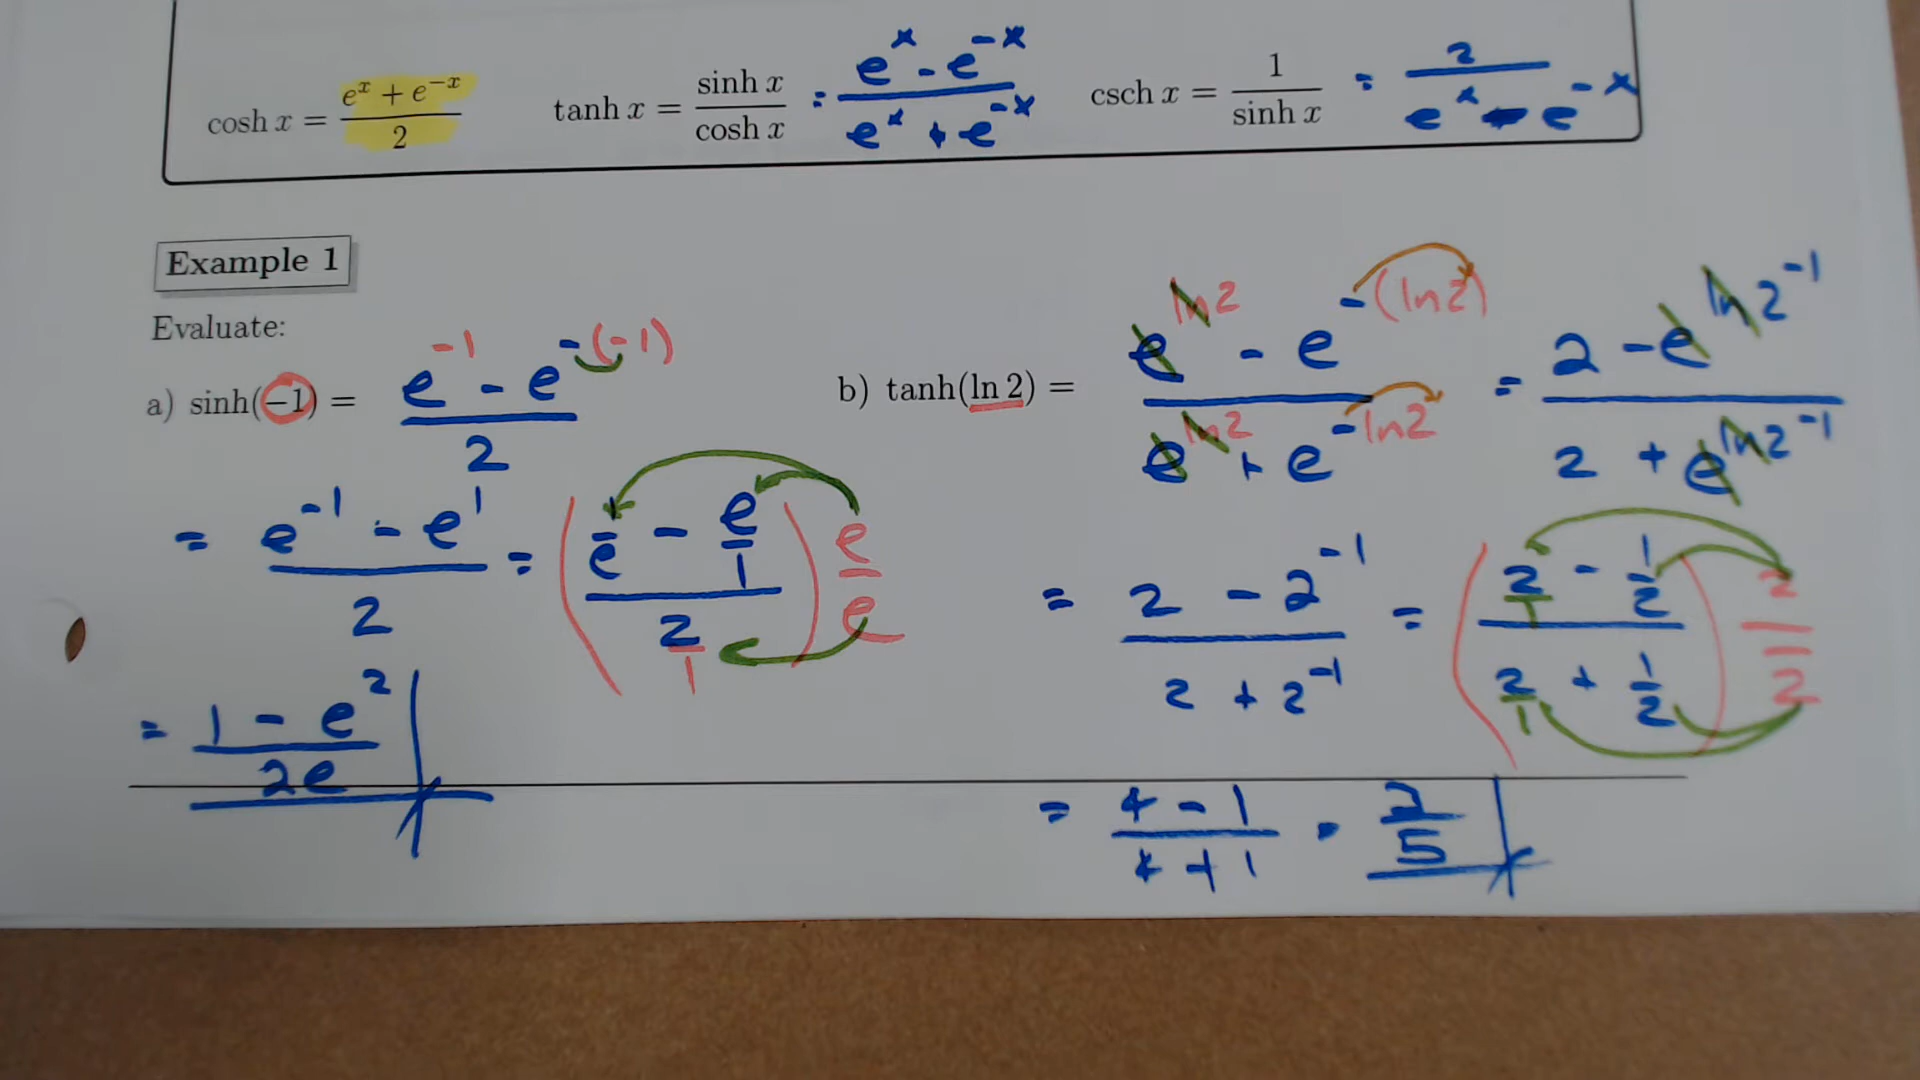 cosh x = (e^x + e^-x)/2    tanh x = sinh x / cosh x = (e^x - e^-x)/(e^x + e^-x)    csch x = 1/sinh x = 2/(e^x - e^-x)
Example 1
Evaluate:
a) sinh(-1) = (e^-1 - e^-(-1))/2
= (e^-1 - e^1)/2 = ((1/e - e/1)/(2/1)) e/e
= (1 - e^2)/2e
b) tanh(ln 2) = (e^ln2 - e^-(ln2))/(e^ln2 + e^-ln2) = (2 - e^ln2^-1)/(2 + e^ln2^-1)
= (2 - 2^-1)/(2 + 2^-1) = ((2/1 - 1/2)/(2/1 + 1/2)) 2/2
= (4 - 1)/(4 + 1) = 2/5